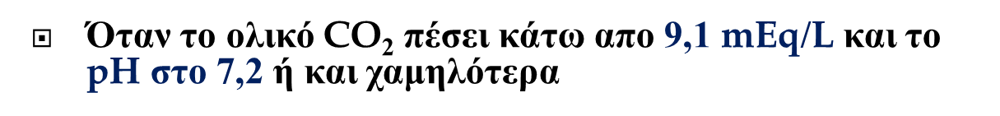 Όταν το ολικό CO₂ πέσει κάτω απο 9,1 mEq/L και το
pH στο 7,2 ή και χαμηλότερα